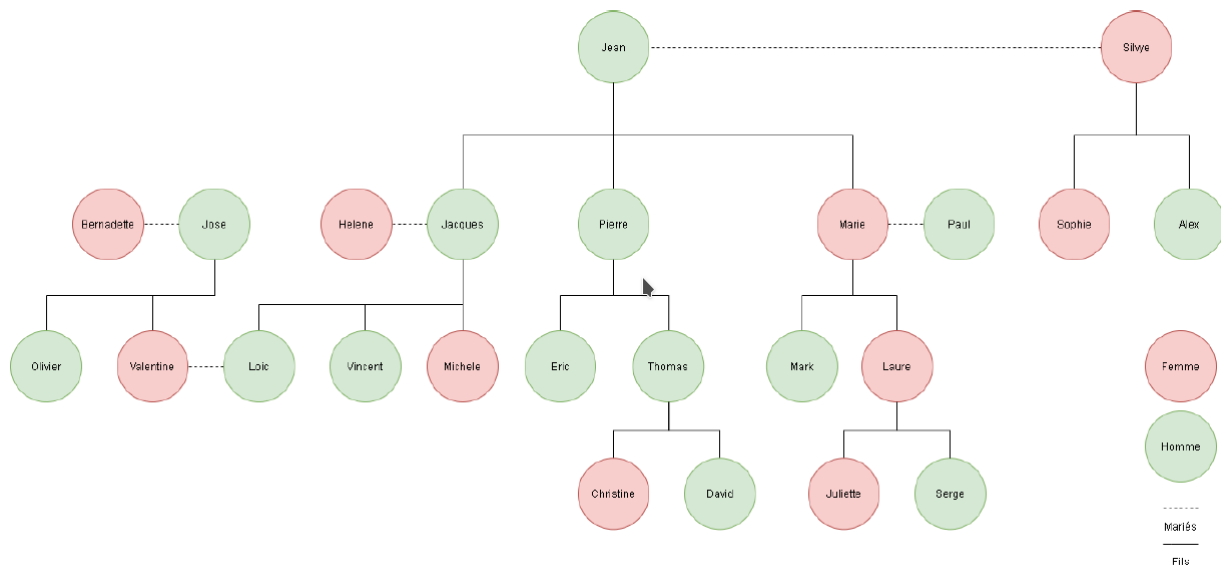 Jean
Silvye
Bernadette
Jose
Helene
Jacques
Pierre
Marie
Paul
Sophie
Alex
Olivier
Valentine
Loic
Vincent
Michele
Eric
Thomas
Mark
Laure
Femme
Homme
Christine
David
Juliette
Serge
Mariés
Fils